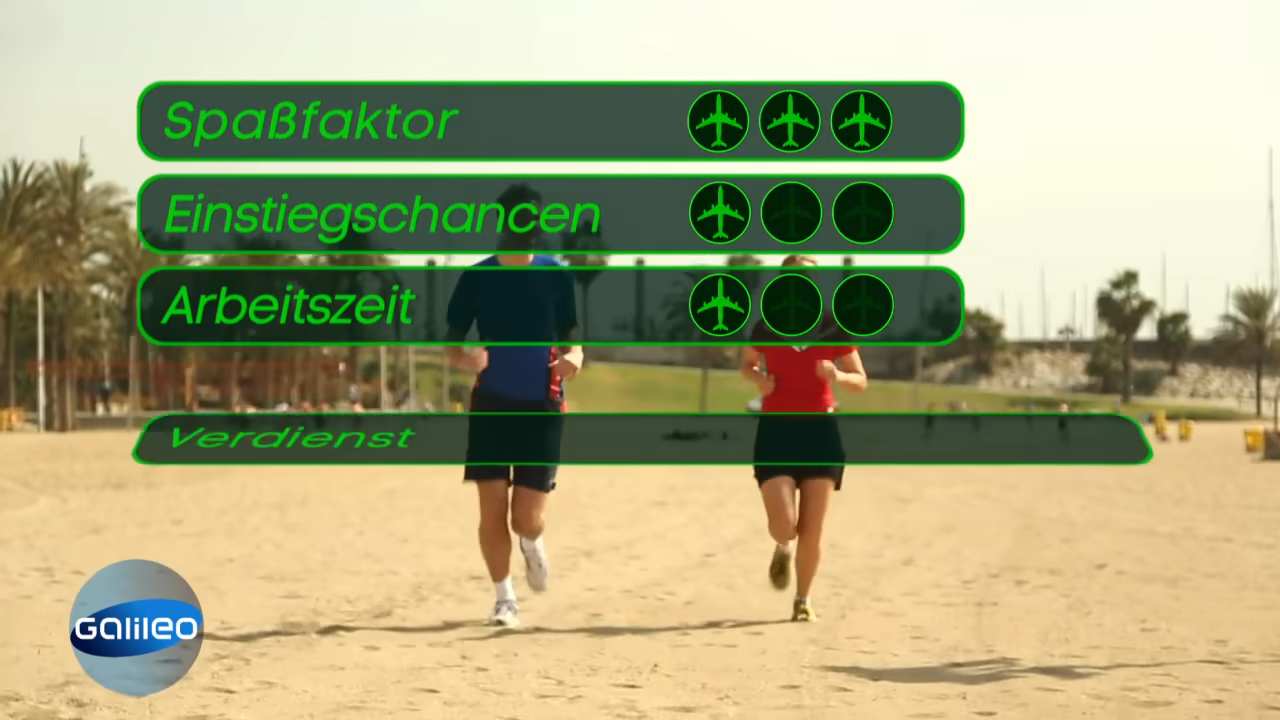 Spaßfaktor
Einstiegschancen
Arbeitszeit
Verdienst
Galileo